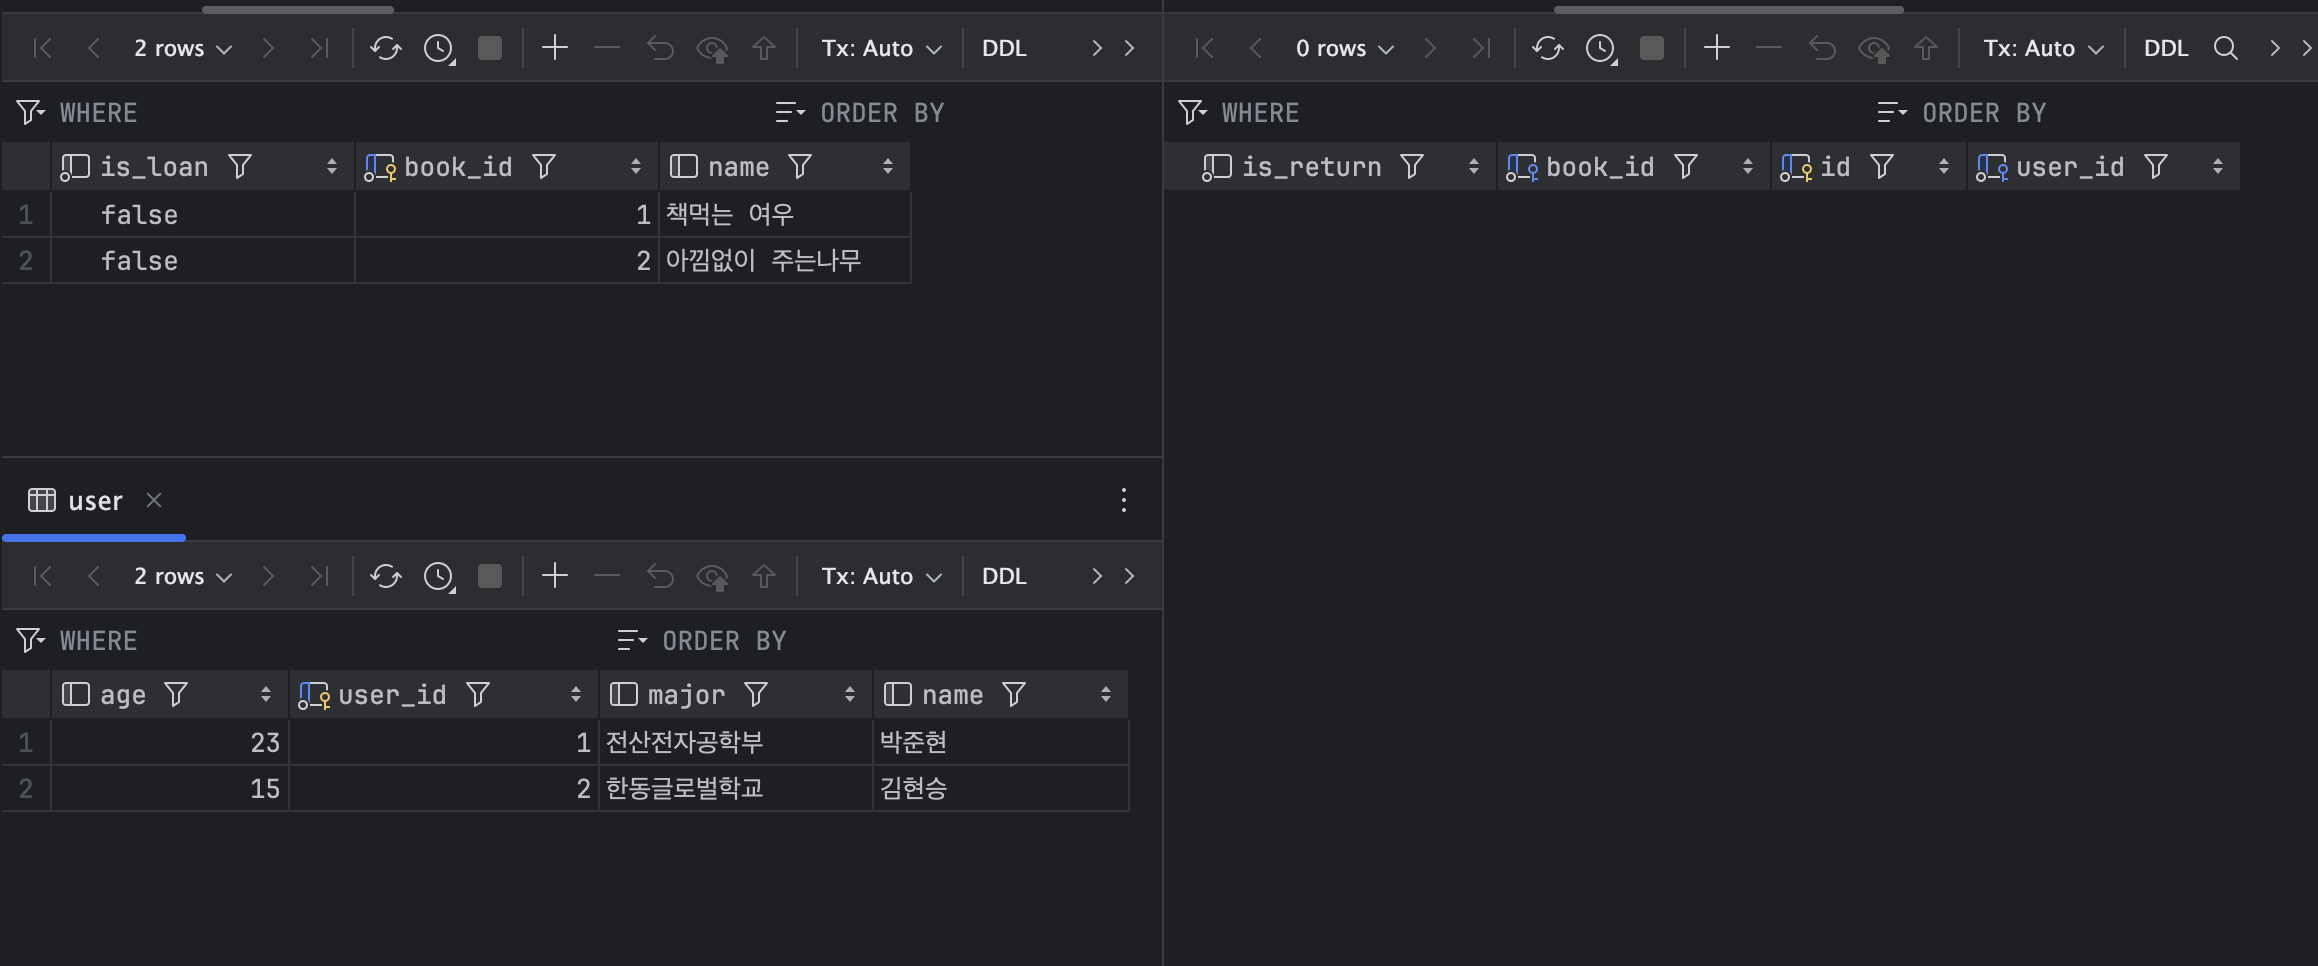 2 rows Tx: Auto DDL
WHERE ORDER BY
is_loan book_id name
1 false 1 책먹는 여우
2 false 2 아낌없이 주는나무
user
2 rows Tx: Auto DDL
WHERE ORDER BY
age user_id major name
1 23 1 전산전자공학부 박준현
2 15 2 한동글로벌학교 김현승
0 rows Tx: Auto DDL
WHERE ORDER BY
is_return book_id id user_id